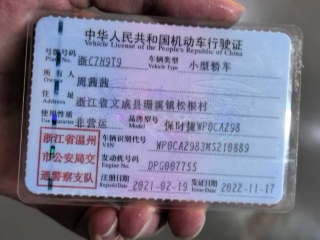 中华人民共和国机动车行驶证
Vehicle License of the People's Republic of China
号牌号码 Plate No. 浙CZH9T9 车辆类型 Vehicle Type 小型轿车
所有人 Owner 周茜茜
住址 Address 浙江省文成县珊溪镇松根村
使用性质 Use Character 非营运 品牌型号 Model 保时捷WP0CA298
浙江省温州市公安局交通警察支队
车辆识别代号 VIN WP0CA2983MS210889
发动机号码 Engine No. DPG007755
注册日期 Register Date 2021-02-19 发证日期 Issue Date 2022-11-17